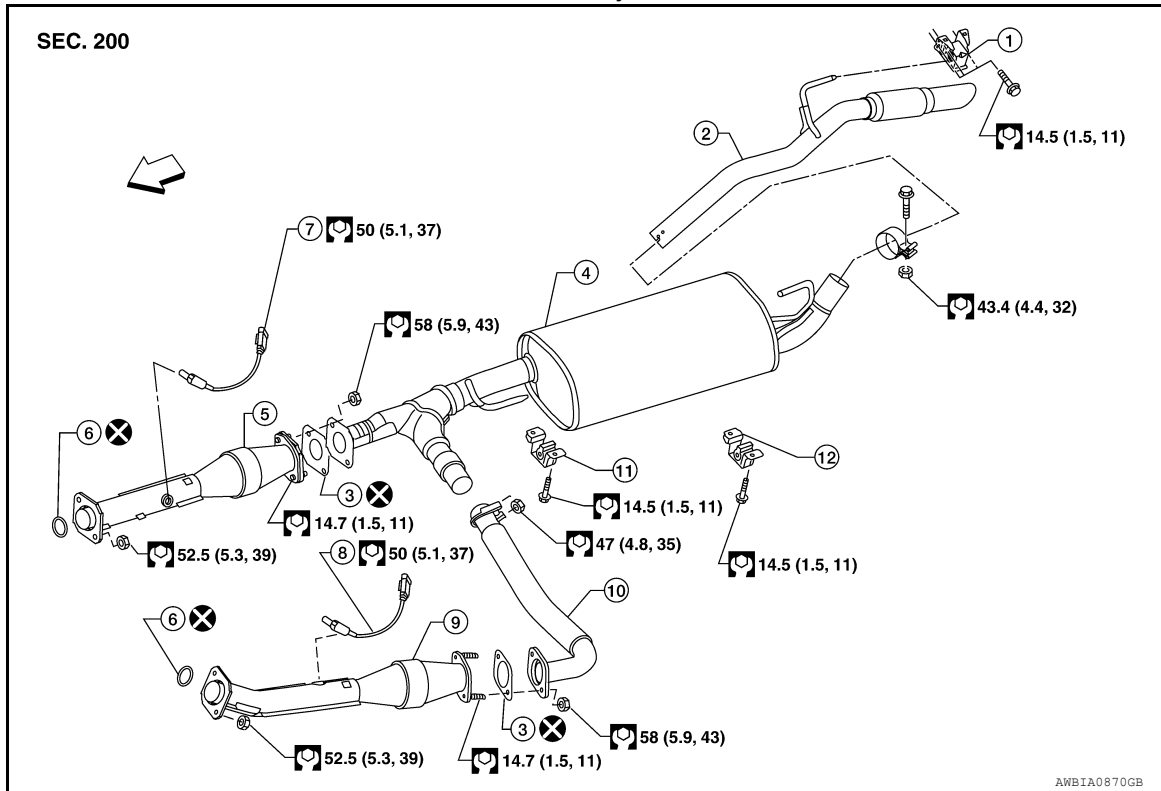 SEC. 200
1
14.5 (1.5, 11)
2
7 50 (5.1, 37)
4
43.4 (4.4, 32)
58 (5.9, 43)
5
6
12
11
3
14.5 (1.5, 11)
14.7 (1.5, 11)
47 (4.8, 35)
52.5 (5.3, 39)
8 50 (5.1, 37)
14.5 (1.5, 11)
10
6
9
3
58 (5.9, 43)
52.5 (5.3, 39)
14.7 (1.5, 11)
AWBIA0870GB